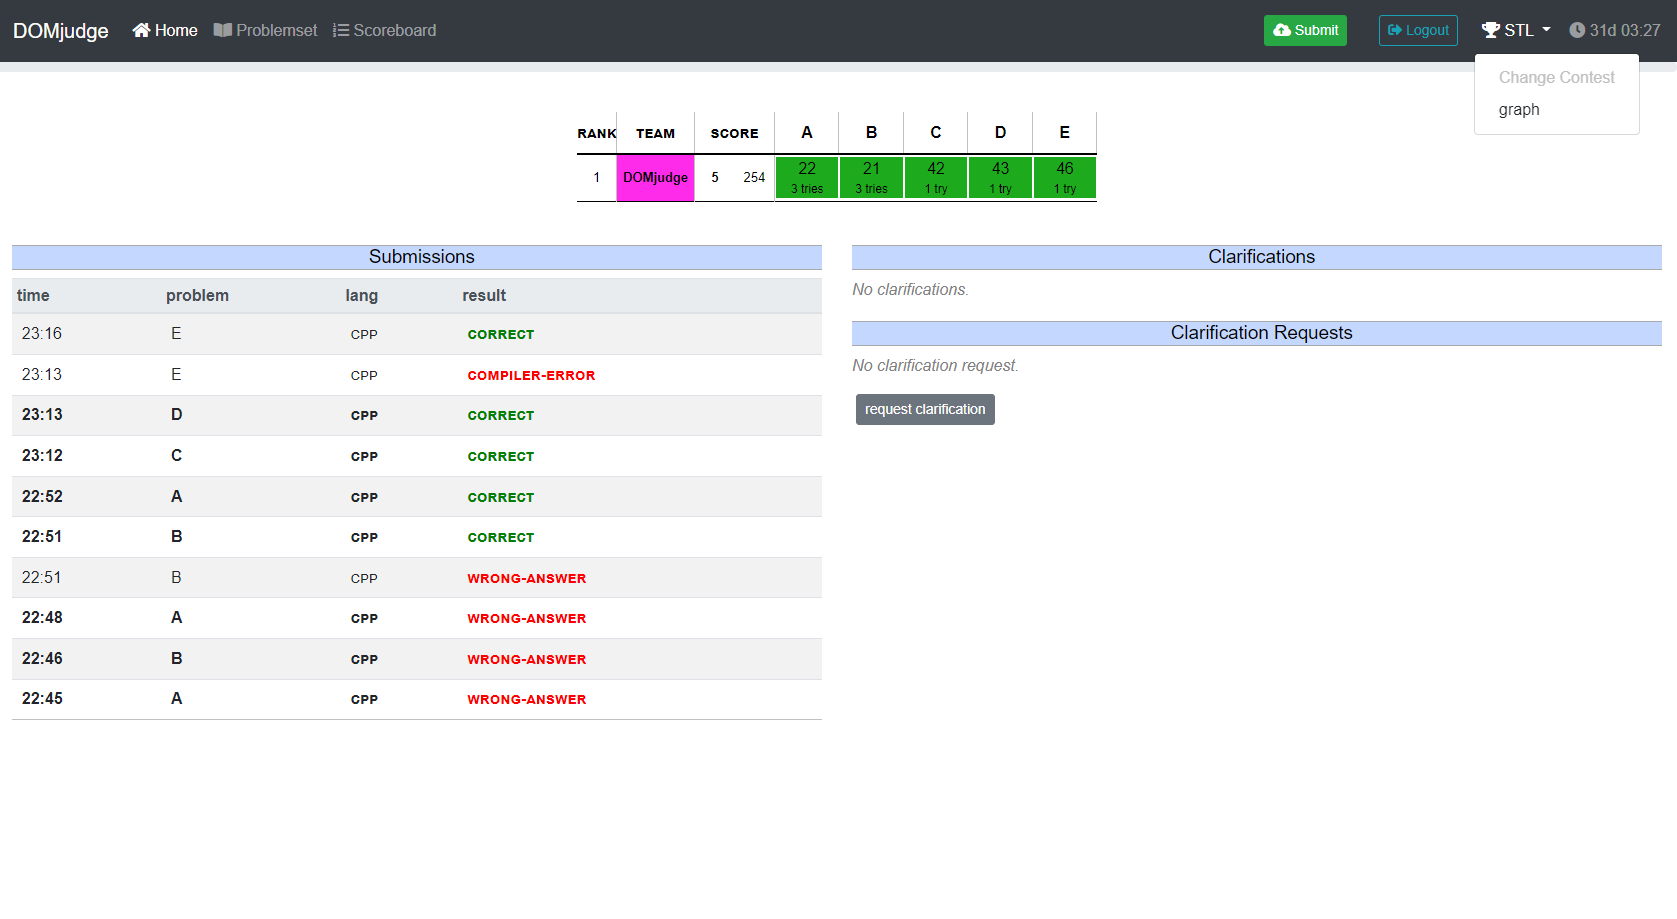 DOMjudge Home Problemset Scoreboard Submit Logout STL 31d 03:27
Change Contest
graph
RANK TEAM SCORE A B C D E
1 DOMjudge 5 254 22 21 42 43 46
3 tries 3 tries 1 try 1 try 1 try
Submissions
time problem lang result
23:16 E CPP CORRECT
23:13 E CPP COMPILER-ERROR
23:13 D CPP CORRECT
23:12 C CPP CORRECT
22:52 A CPP CORRECT
22:51 B CPP CORRECT
22:51 B CPP WRONG-ANSWER
22:48 A CPP WRONG-ANSWER
22:46 B CPP WRONG-ANSWER
22:45 A CPP WRONG-ANSWER
Clarifications
No clarifications.
Clarification Requests
No clarification request.
request clarification